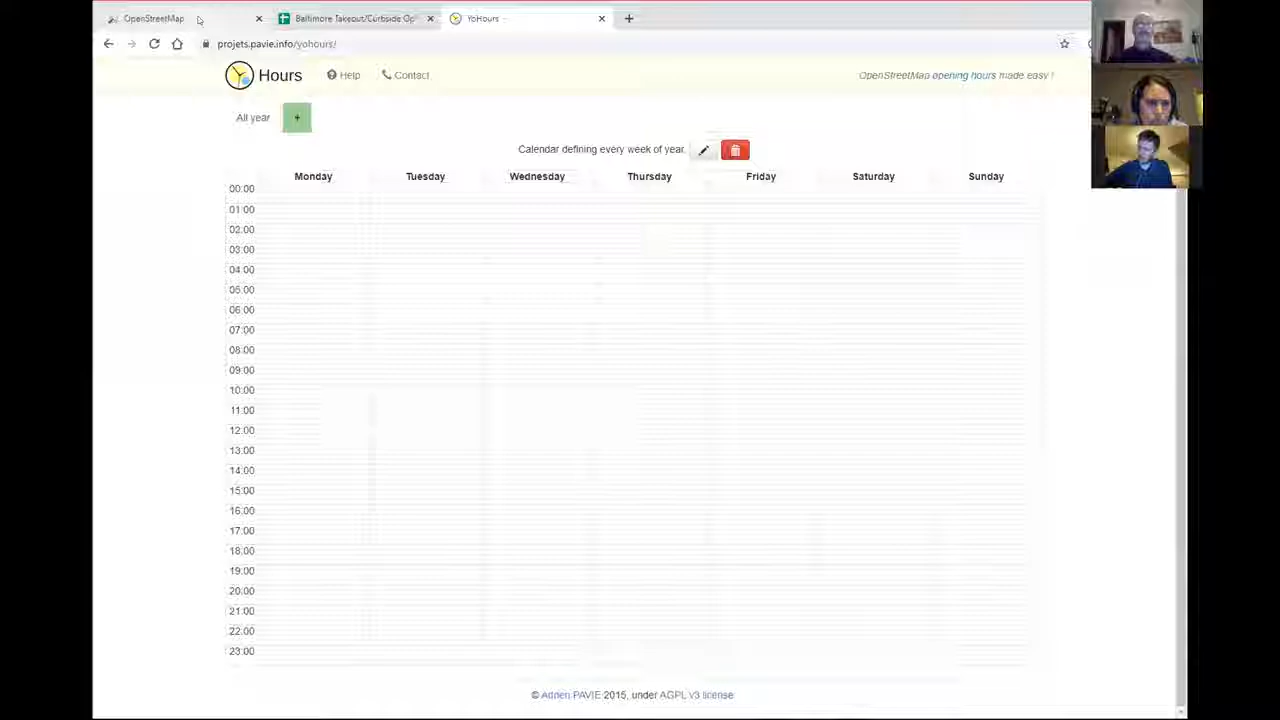 OpenStreetMap
Baltimore Takeout/Curbside Op
YoHours
projets.pavie.info/yohours/
Hours Help Contact OpenStreetMap opening hours made easy !
All year +
Calendar defining every week of year.
Monday Tuesday Wednesday Thursday Friday Saturday Sunday
00:00
01:00
02:00
03:00
04:00
05:00
06:00
07:00
08:00
09:00
10:00
11:00
12:00
13:00
14:00
15:00
16:00
17:00
18:00
19:00
20:00
21:00
22:00
23:00
© Adrien PAVIE 2015, under AGPL V3 license